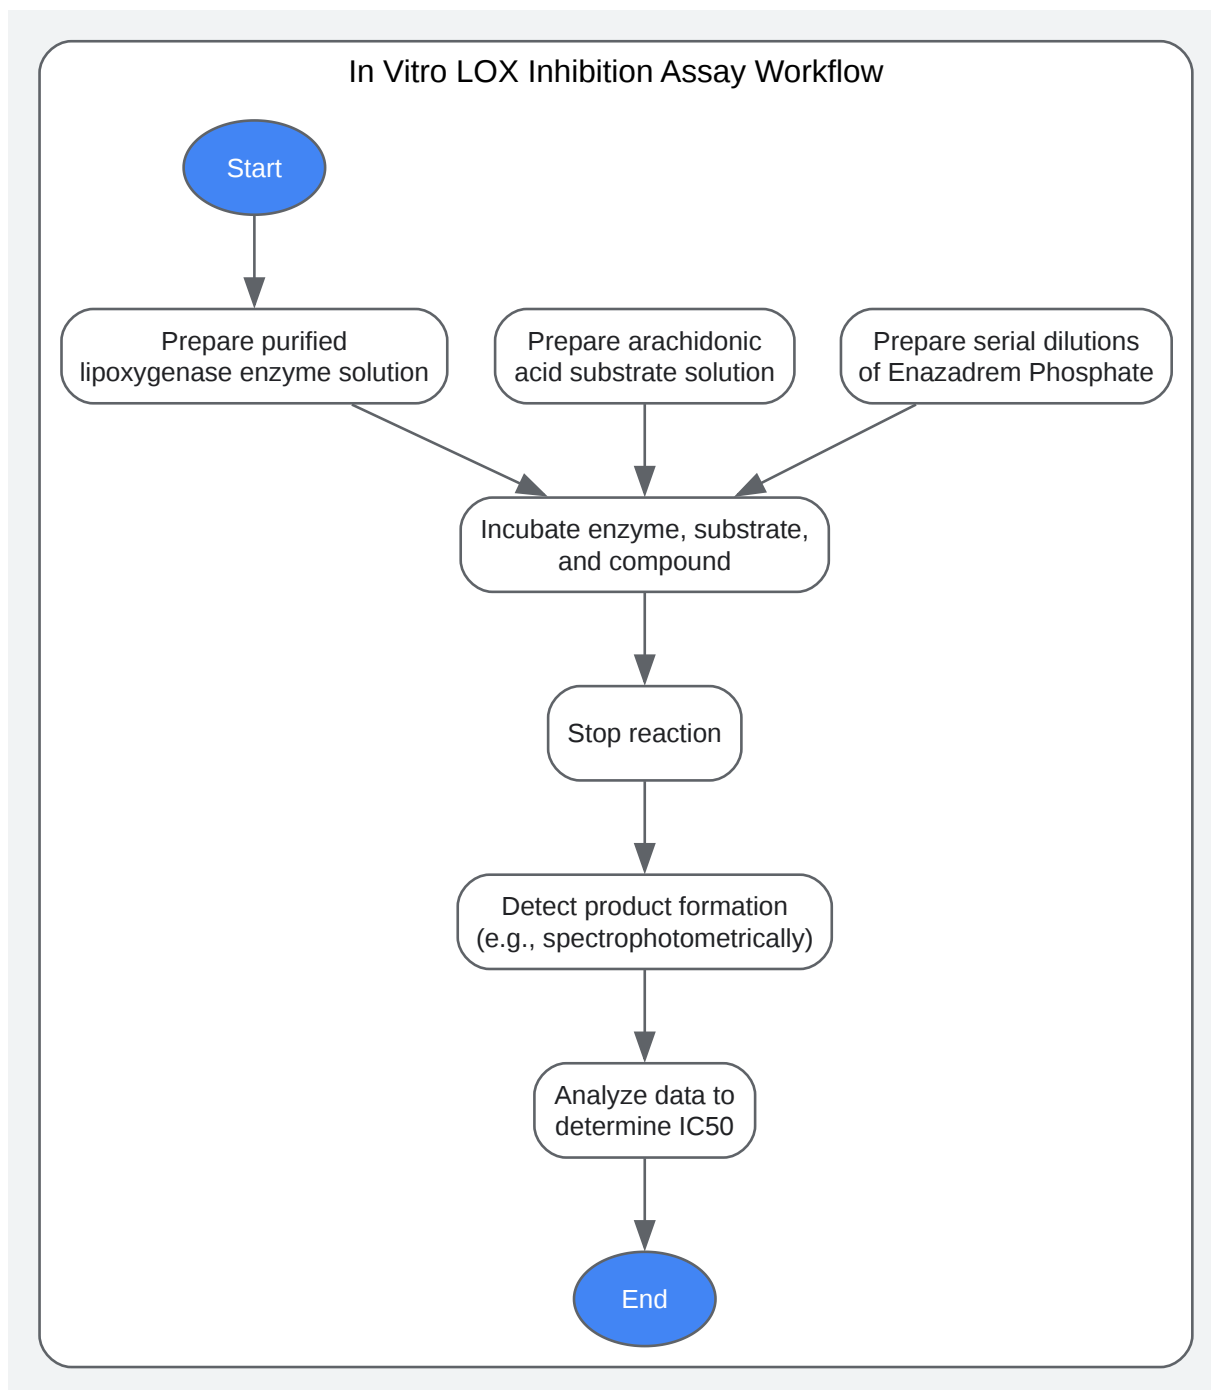 In Vitro LOX Inhibition Assay Workflow
Start
Prepare purified
lipoxygenase enzyme solution
Prepare arachidonic
acid substrate solution
Prepare serial dilutions
of Enazadrem Phosphate
Incubate enzyme, substrate,
and compound
Stop reaction
Detect product formation
(e.g., spectrophotometrically)
Analyze data to
determine IC50
End